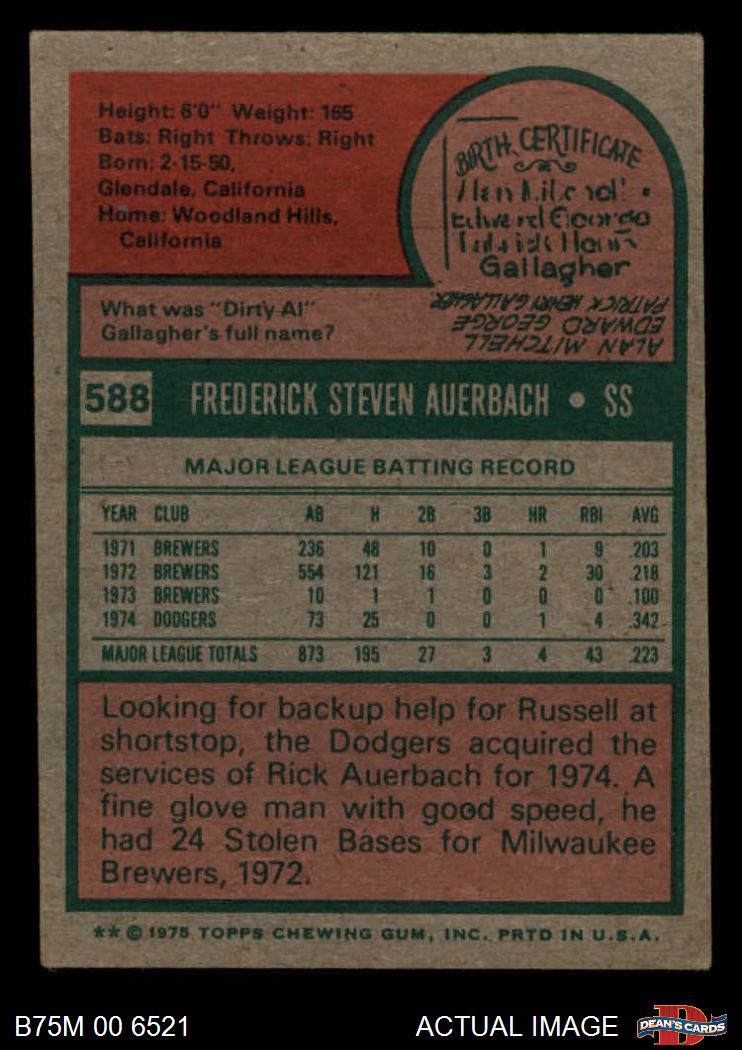 Height: 6'0" Weight: 165
Bats: Right Throws: Right
Born: 2-15-50,
Glendale, California
Home: Woodland Hills,
California
BIRTH CERTIFICATE
Edward George
Gallagher
What was "Dirty Al"
Gallagher's full name?
ALAN MITCHELL
EDWARD GEORGE
PATRICK HENRY GALLAGHER
588 FREDERICK STEVEN AUERBACH • SS
MAJOR LEAGUE BATTING RECORD
YEAR CLUB AB H 2B 3B HR RBI AVG
1971 BREWERS 236 48 10 0 1 9 .203
1972 BREWERS 554 121 16 3 2 30 .218
1973 BREWERS 10 1 1 0 0 0 .100
1974 DODGERS 73 25 0 0 1 4 .342
MAJOR LEAGUE TOTALS 873 195 27 3 4 43 .223
Looking for backup help for Russell at
shortstop, the Dodgers acquired the
services of Rick Auerbach for 1974. A
fine glove man with good speed, he
had 24 Stolen Bases for Milwaukee
Brewers, 1972.
** © 1975 TOPPS CHEWING GUM, INC. PRTD IN U.S.A.
B75M 00 6521 ACTUAL IMAGE DEAN'S CARDS